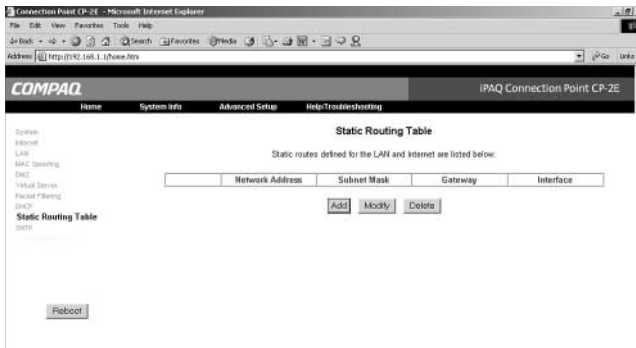 Connection Point CP-2E - Microsoft Internet Explorer
File Edit View Favorites Tools Help
Back Search Favorites Media
Address http://192.168.1.1/home.htm Go Links
COMPAQ
iPAQ Connection Point CP-2E
Home System Info Advanced Setup Help/Troubleshooting
System
Internet
LAN
MAC Spoofing
DMZ
Virtual Server
Packet Filtering
DHCP
Static Routing Table
Static Routing Table
Static routes defined for the LAN and Internet are listed below.
Network Address Subnet Mask Gateway Interface
Add Modify Delete
Reboot